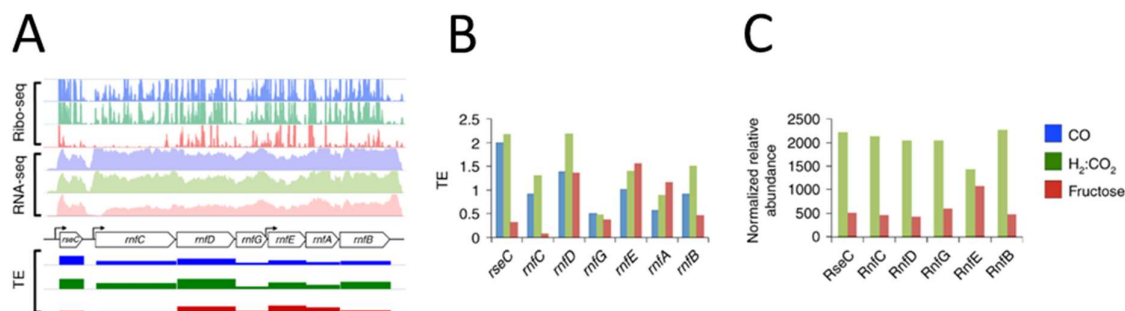 A
B
C
Ribo-seq
RNA-seq
rseC
rnfC
rnfD
rnfG
rnfE
rnfA
rnfB
TE
2.5
2
1.5
1
0.5
0
TE
rseC
rnfC
rnfD
rnfG
rnfE
rnfA
rnfB
2500
2000
1500
1000
500
0
Normalized relative
abundance
RseC
RnfC
RnfD
RnfG
RnfE
RnfB
CO
H₂:CO₂
Fructose